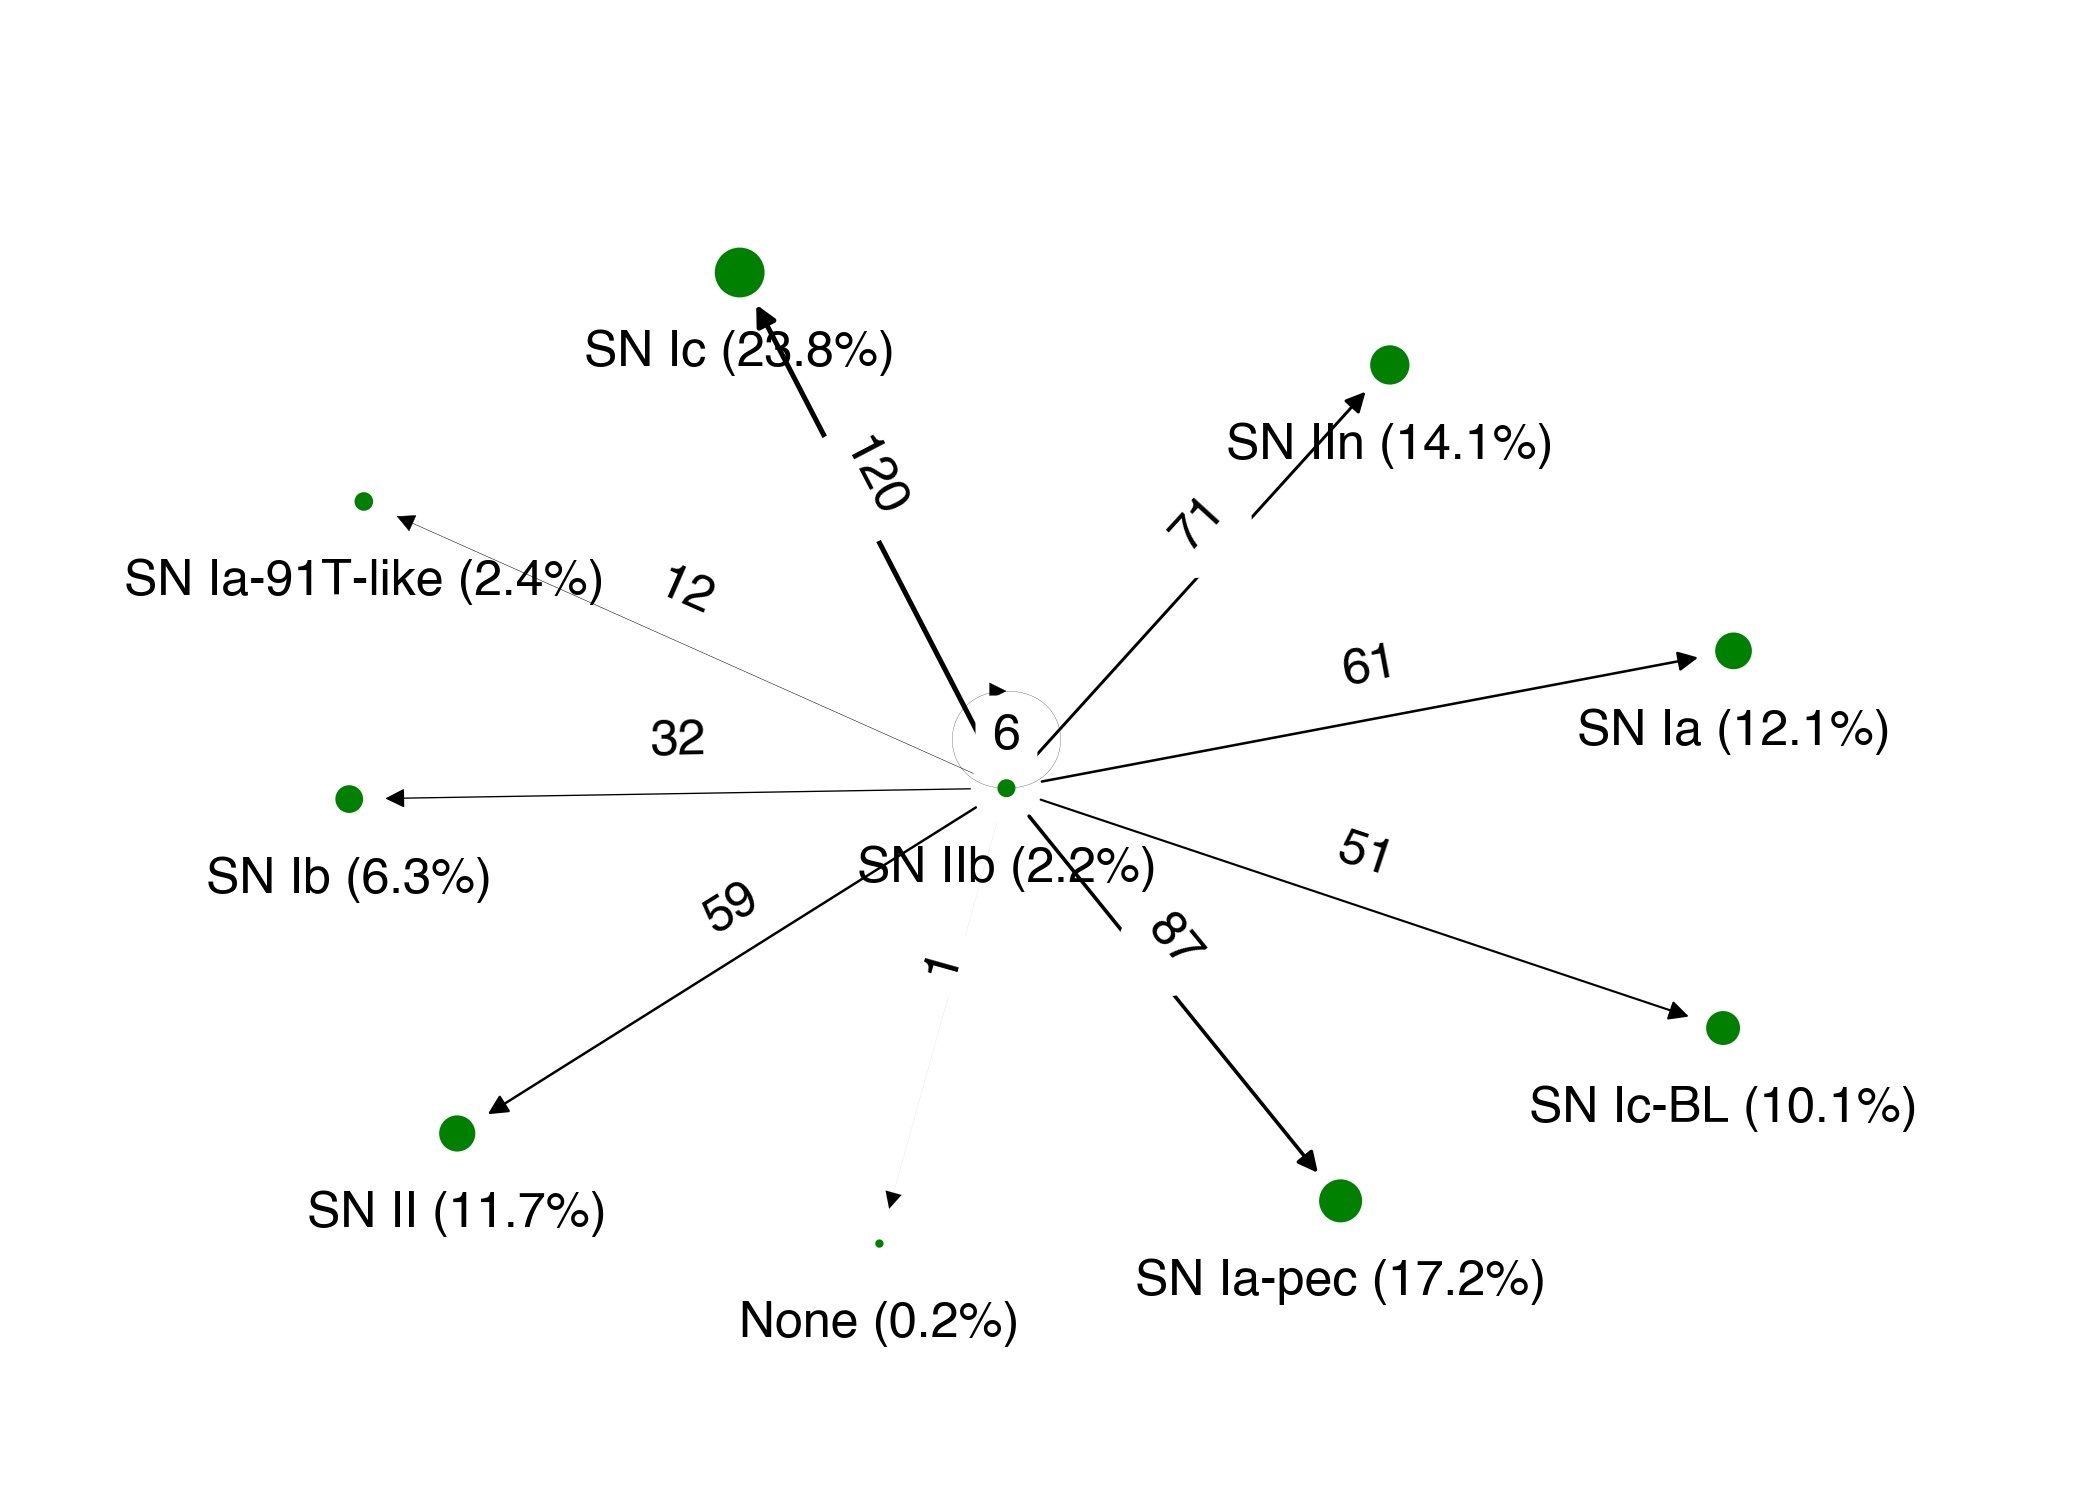 SN Ic (23.8%)
SN IIn (14.1%)
120
71
SN Ia-91T-like (2.4%)
12
61
32
6
SN Ia (12.1%)
SN Ib (6.3%)
SN IIb (2.2%)
51
59
87
1
SN Ic-BL (10.1%)
SN II (11.7%)
SN Ia-pec (17.2%)
None (0.2%)